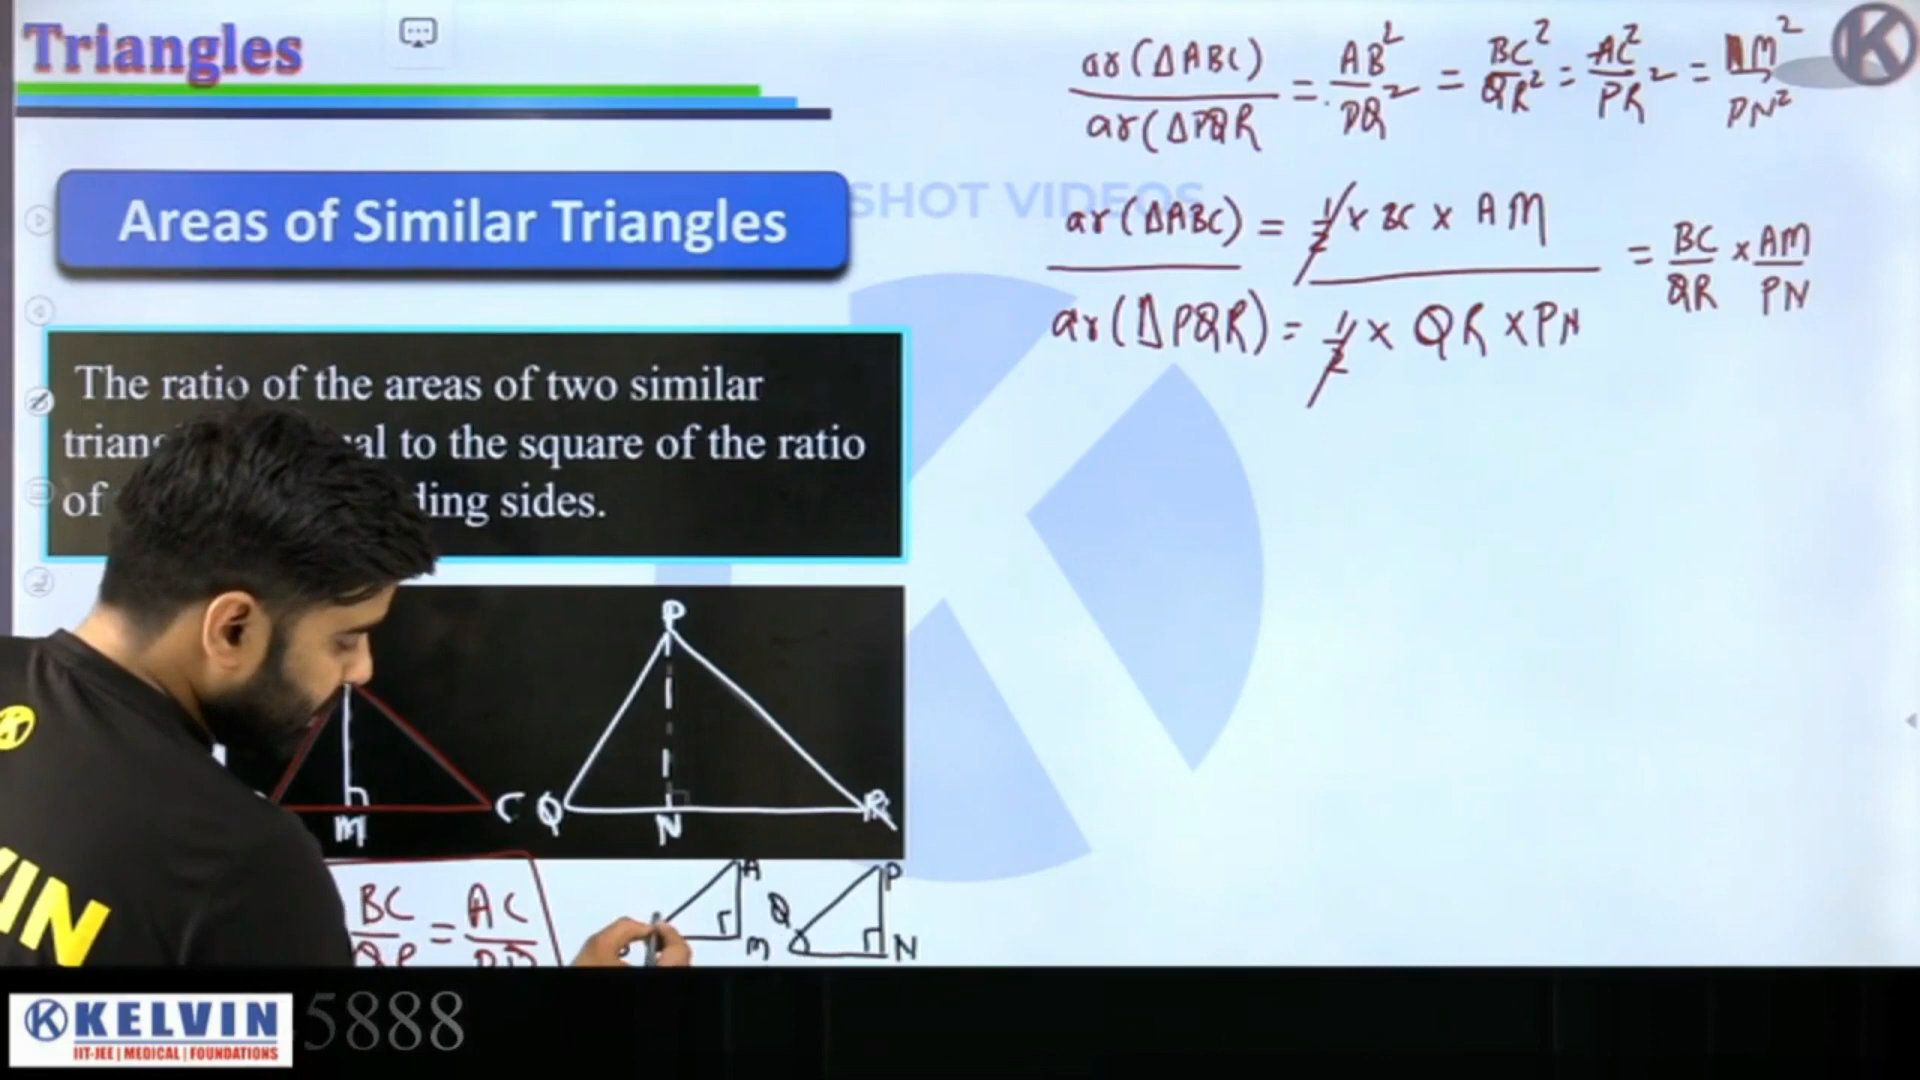 Triangles
Areas of Similar Triangles
The ratio of the areas of two similar
al to the square of the ratio
of ding sides.
ar(ΔABC) / ar(ΔPQR = AB² / PQ² = BC² / QR² = AC² / PR² = AM² / PN²
SHOT VIDEOS
ar(ΔABC) = 1/2 × BC × AM
ar(ΔPQR) = 1/2 × QR × PN
= BC/QR × AM/PN
P
M C Q N R
A P
Q
M N
BC = AC
KELVIN
IIT-JEE | MEDICAL | FOUNDATIONS
5888